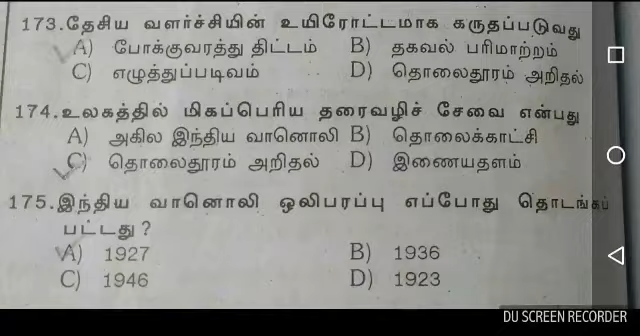 173.தேசிய வளர்ச்சியின் உயிரோட்டமாக கருதப்படுவது
A) போக்குவரத்து திட்டம் B) தகவல் பரிமாற்றம்
C) எழுத்துப்படிவம் D) தொலைதூரம் அறிதல்
174.உலகத்தில் மிகப்பெரிய தரைவழிச் சேவை என்பது
A) அகில இந்திய வானொலி B) தொலைக்காட்சி
C) தொலைதூரம் அறிதல் D) இணையதளம்
175.இந்திய வானொலி ஒலிபரப்பு எப்போது தொடங்கப்
பட்டது ?
A) 1927 B) 1936
C) 1946 D) 1923
DU SCREEN RECORDER